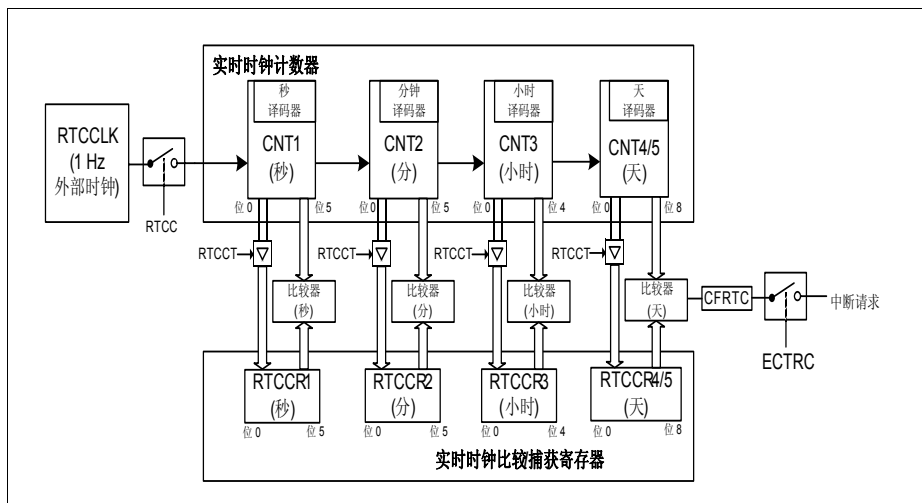 实时时钟计数器
秒
译码器
分钟
译码器
小时
译码器
天
译码器
RTCCLK
(1 Hz
外部时钟)
CNT1
(秒)
CNT2
(分)
CNT3
(小时)
CNT4/5
(天)
RTCC
位 0
位 5
位 0
位 5
位 0
位 4
位 0
位 8
RTCCT
RTCCT
RTCCT
RTCCT
比较器
(秒)
比较器
(分)
比较器
(小时)
比较器
(天)
CFRTC
中断请求
ECTRC
RTCCR1
(秒)
RTCCR2
(分)
RTCCR3
(小时)
RTCCR4/5
(天)
位 0
位 5
位 0
位 5
位 0
位 4
位 0
位 8
实时时钟比较捕获寄存器